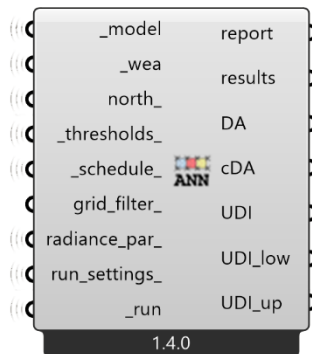 _model
_wea
north_
_thresholds_
_schedule_
grid_filter_
radiance_par_
run_settings_
_run
ANN
report
results
DA
cDA
UDI
UDI_low
UDI_up
1.4.0